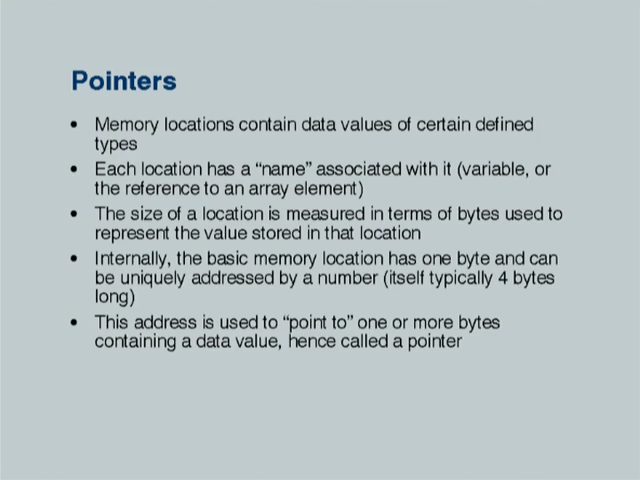 Pointers
• Memory locations contain data values of certain defined
types
• Each location has a “name” associated with it (variable, or
the reference to an array element)
• The size of a location is measured in terms of bytes used to
represent the value stored in that location
• Internally, the basic memory location has one byte and can
be uniquely addressed by a number (itself typically 4 bytes
long)
• This address is used to “point to” one or more bytes
containing a data value, hence called a pointer